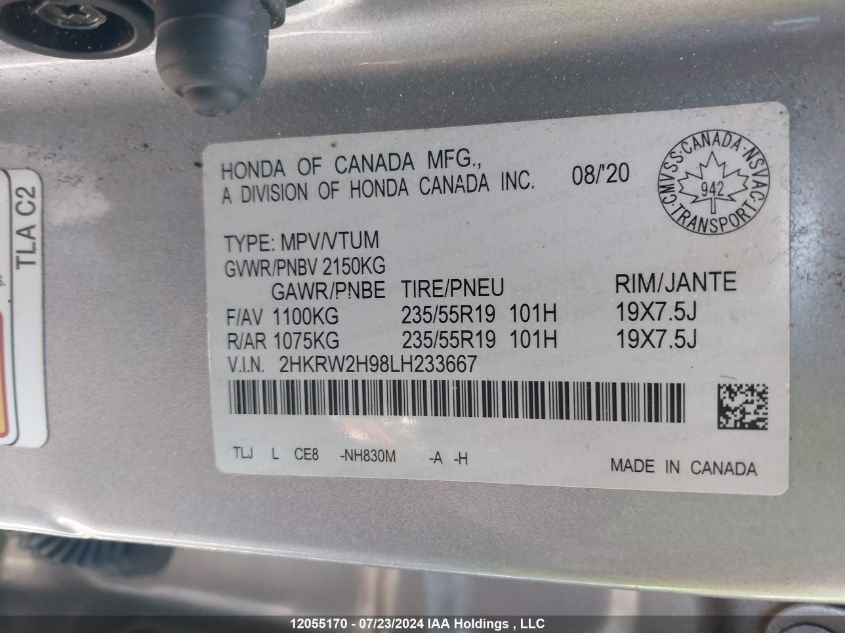 HONDA OF CANADA MFG.,
A DIVISION OF HONDA CANADA INC. 08/'20
CMVSS·CANADA·NSVAC·TRANSPORT·
942
TYPE: MPV/VTUM
GVWR/PNBV 2150KG
GAWR/PNBE TIRE/PNEU RIM/JANTE
F/AV 1100KG 235/55R19 101H 19X7.5J
R/AR 1075KG 235/55R19 101H 19X7.5J
V.I.N. 2HKRW2H98LH233667
TLJ L CE8 -NH830M -A -H
MADE IN CANADA
TLA C2
12055170 - 07/23/2024 IAA Holdings , LLC